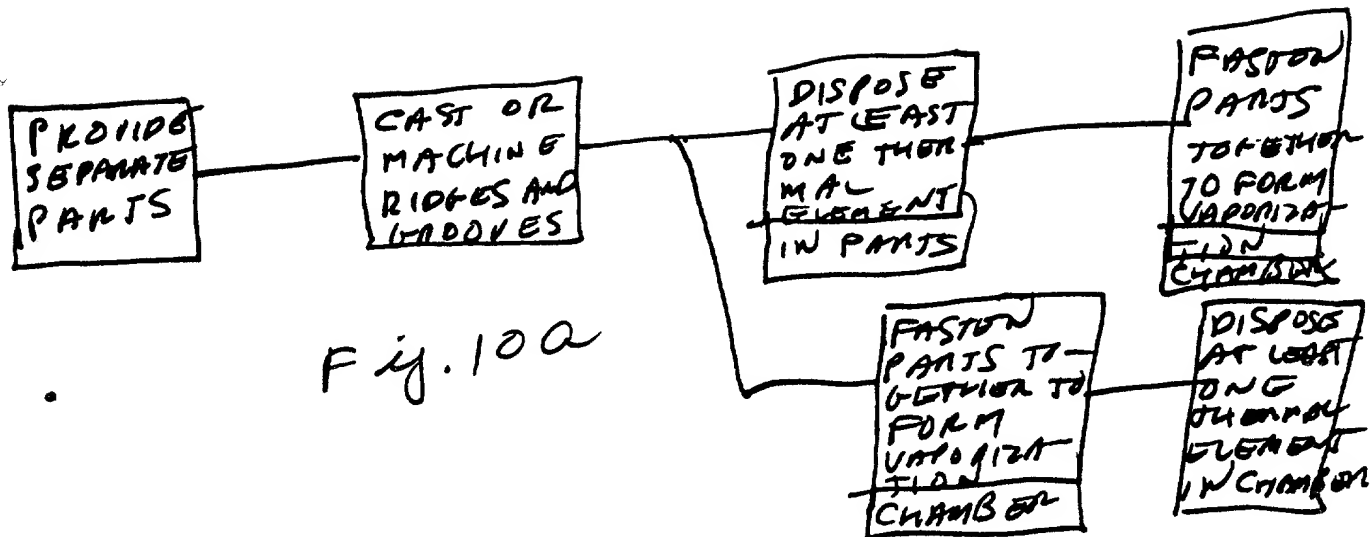 PROVIDE
SEPARATE
PARTS
CAST OR
MACHINE
RIDGES AND
GROOVES
DISPOSE
AT LEAST
ONE THER
MAL
ELEMENT
IN PARTS
FASTEN
PARTS
TOGETHER
TO FORM
VAPORIZAT-
TION
CHAMBER
FASTEN
PARTS TO-
GETHER TO
FORM
VAPORIZA
TION
CHAMBER
DISPOSE
AT LEAST
ONE
THERMAL
ELEMENT
IN CHAMBER
Fig. 10a